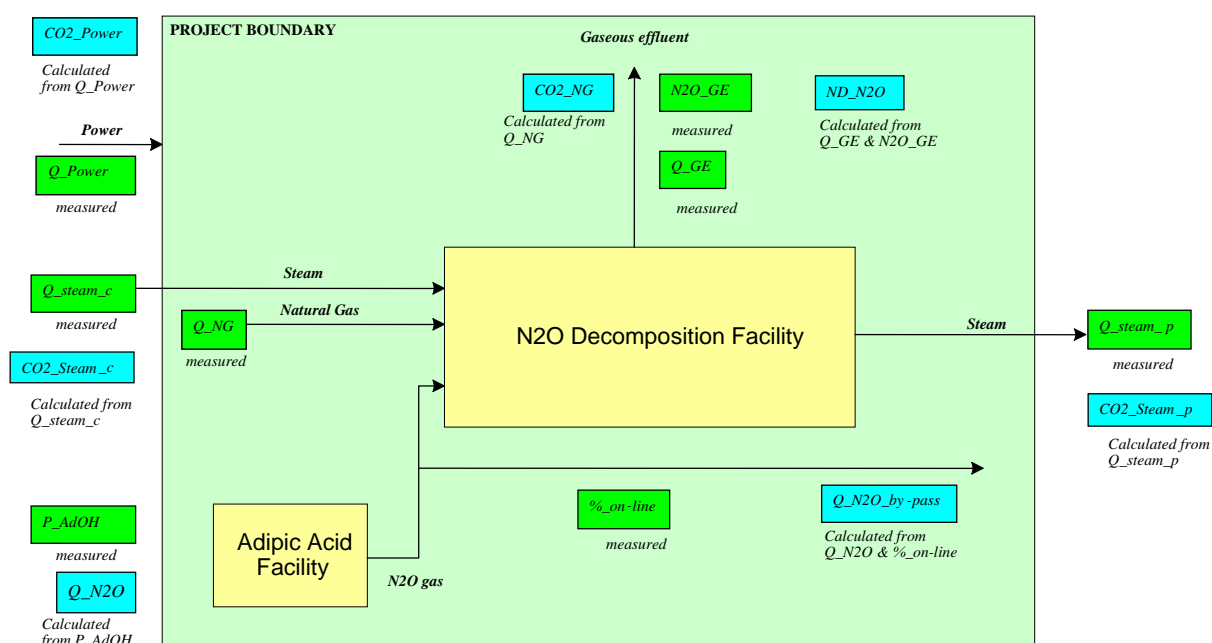 CO2_Power
Calculated
from Q_Power
PROJECT BOUNDARY
Gaseous effluent
CO2_NG
Calculated from
Q_NG
N2O_GE
measured
Q_GE
measured
ND_N2O
Calculated from
Q_GE & N2O_GE
Power
Q_Power
measured
Q_steam_c
measured
CO2_Steam_c
Calculated from
Q_steam_c
Steam
Natural Gas
Q_NG
measured
N2O Decomposition Facility
Steam
Q_steam_p
measured
CO2_Steam_p
Calculated from
Q_steam_p
P_AdOH
measured
Q_N2O
Calculated
from P_AdOH
Adipic Acid
Facility
N2O gas
%_on-line
measured
Q_N2O_by-pass
Calculated from
Q_N2O & %_on-line